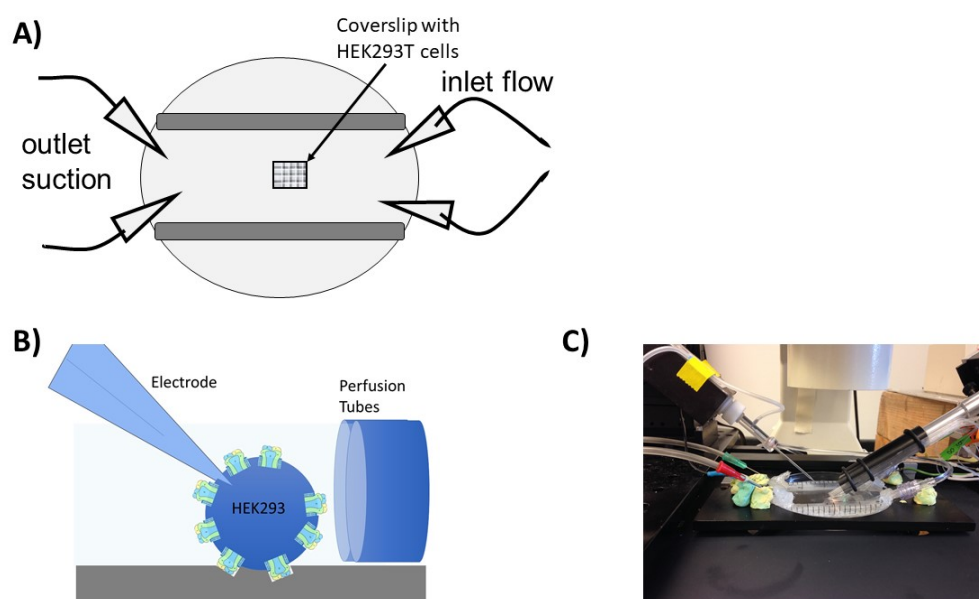 A)
Coverslip with
HEK293T cells
inlet flow
outlet
suction
B)
Electrode
Perfusion
Tubes
HEK293
C)